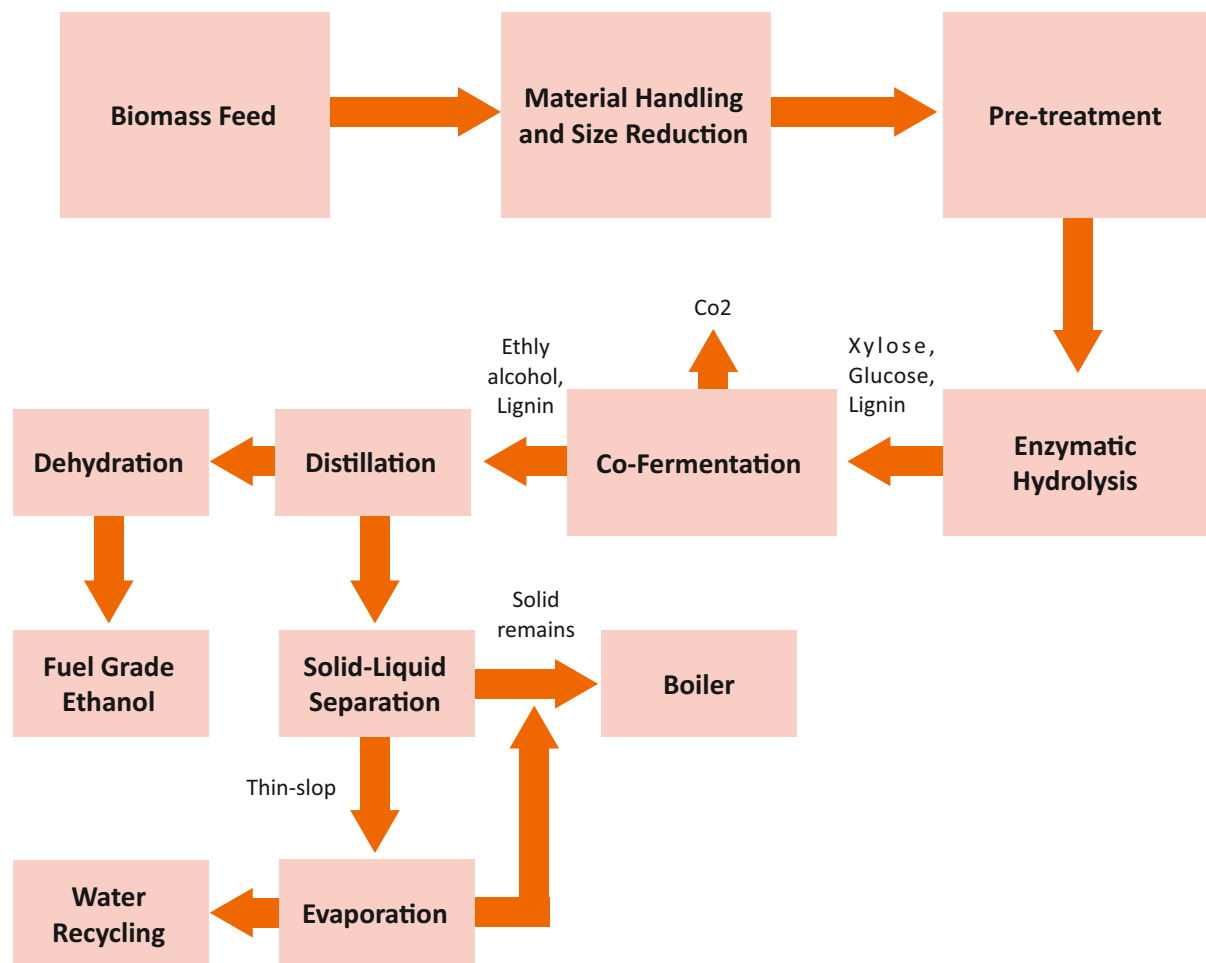 Biomass Feed
Material Handling
and Size Reduction
Pre-treatment
Co2
Ethly
alcohol,
Lignin
Xylose,
Glucose,
Lignin
Dehydration
Distillation
Co-Fermentation
Enzymatic
Hydrolysis
Solid
remains
Fuel Grade
Ethanol
Solid-Liquid
Separation
Boiler
Thin-slop
Water
Recycling
Evaporation